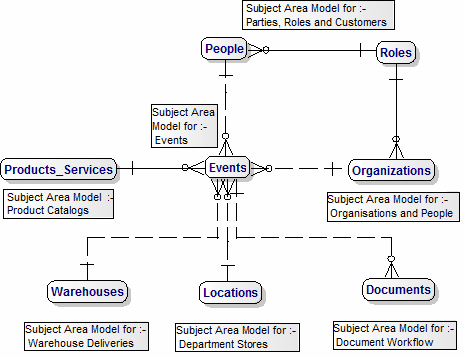 Subject Area Model for :-
Parties, Roles and Customers
People
Roles
Subject Area
Model for :-
Events
Products_Services
Events
Organizations
Subject Area Model for :-
Product Catalogs
Subject Area Model for :-
Organisations and People
Warehouses
Locations
Documents
Subject Area Model for :-
Warehouse Deliveries
Subject Area Model for :-
Department Stores
Subject Area Model for :-
Document Workflow